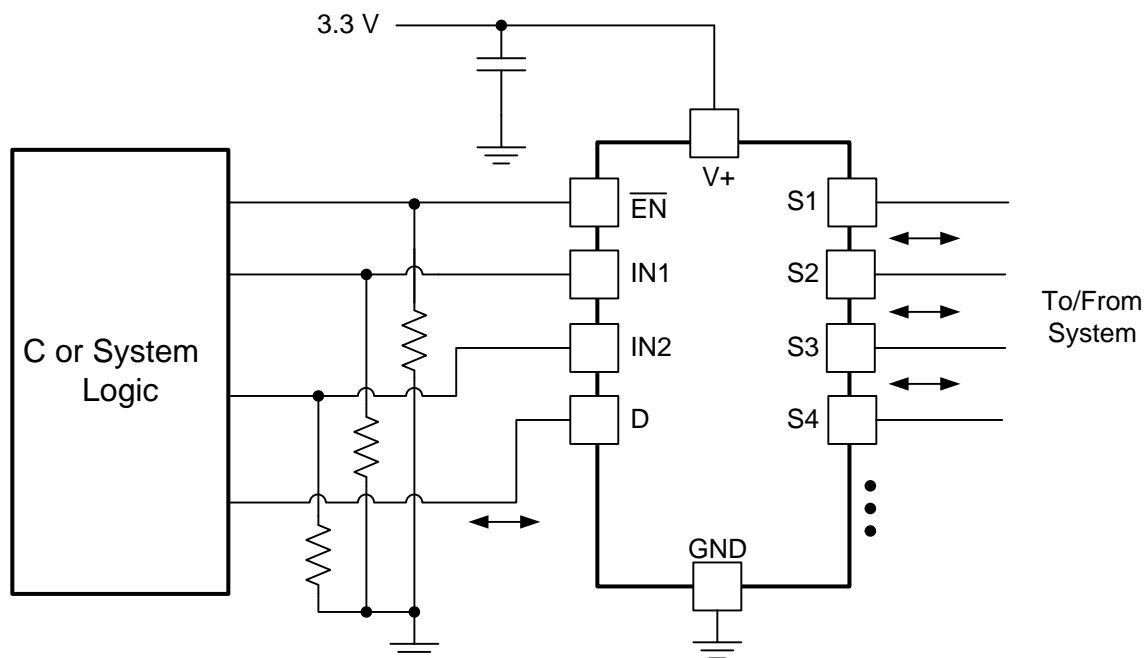 3.3 V
V+
EN
IN1
IN2
D
S1
S2
S3
S4
GND
C or System
Logic
To/From
System